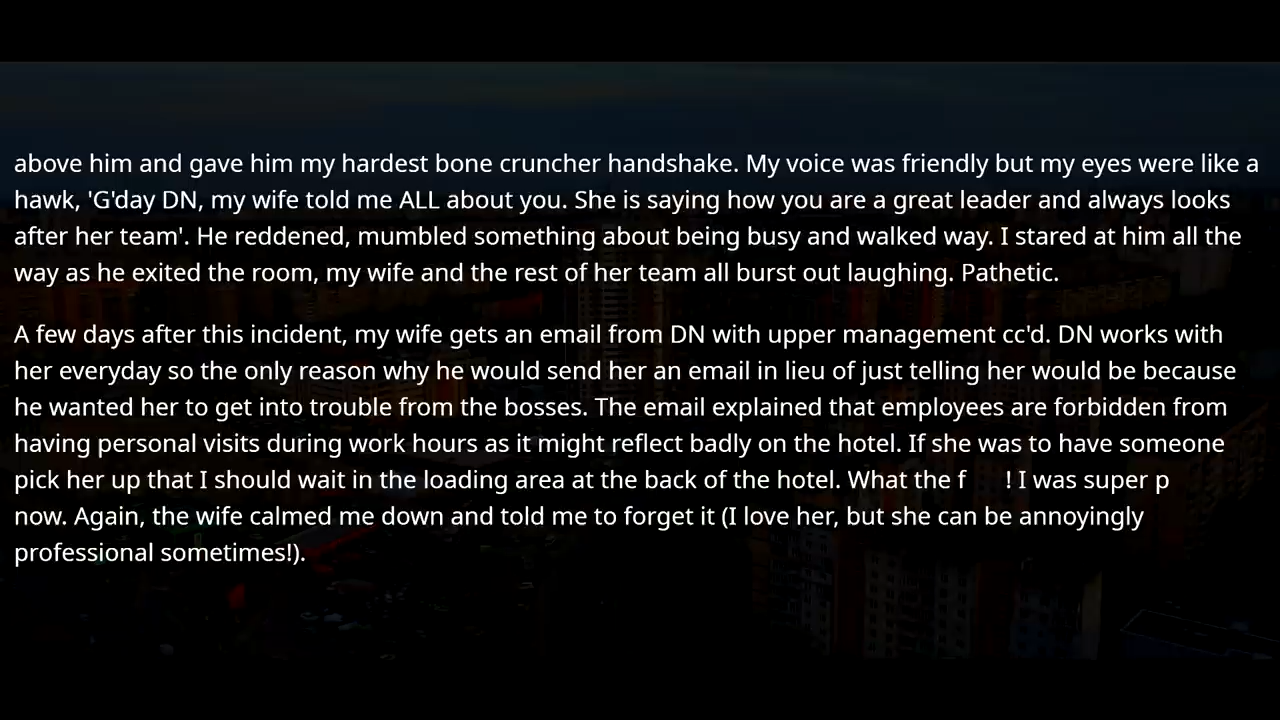 above him and gave him my hardest bone cruncher handshake. My voice was friendly but my eyes were like a
hawk, 'G'day DN, my wife told me ALL about you. She is saying how you are a great leader and always looks
after her team'. He reddened, mumbled something about being busy and walked way. I stared at him all the
way as he exited the room, my wife and the rest of her team all burst out laughing. Pathetic.
A few days after this incident, my wife gets an email from DN with upper management cc'd. DN works with
her everyday so the only reason why he would send her an email in lieu of just telling her would be because
he wanted her to get into trouble from the bosses. The email explained that employees are forbidden from
having personal visits during work hours as it might reflect badly on the hotel. If she was to have someone
pick her up that I should wait in the loading area at the back of the hotel. What the f ! I was super p
now. Again, the wife calmed me down and told me to forget it (I love her, but she can be annoyingly
professional sometimes!).